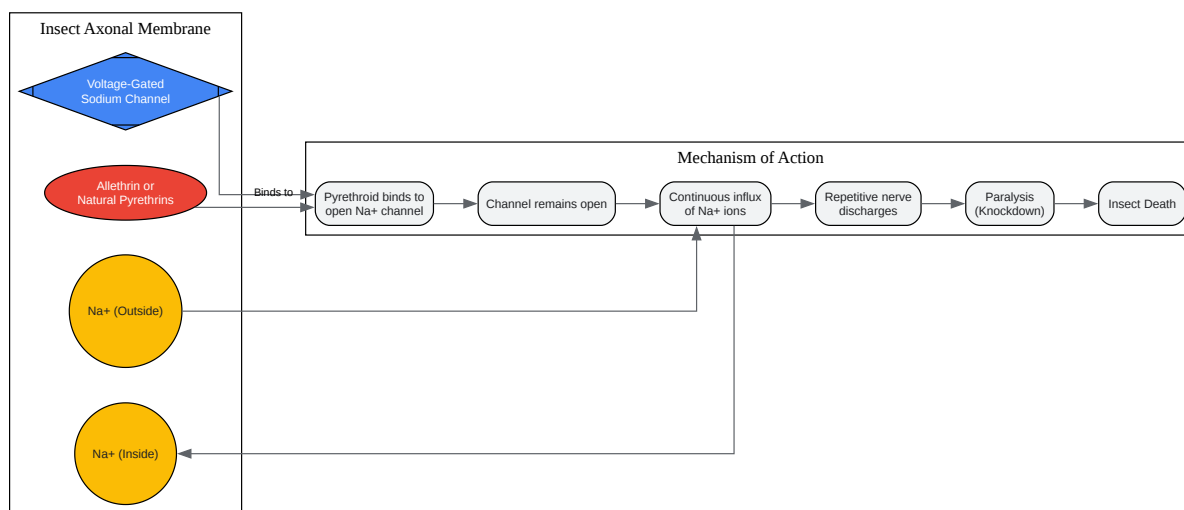 Insect Axonal Membrane
Voltage-Gated
Sodium Channel
Allethrin or
Natural Pyrethrins
Na+ (Outside)
Na+ (Inside)
Binds to
Mechanism of Action
Pyrethroid binds to
open Na+ channel
Channel remains open
Continuous influx
of Na+ ions
Repetitive nerve
discharges
Paralysis
(Knockdown)
Insect Death